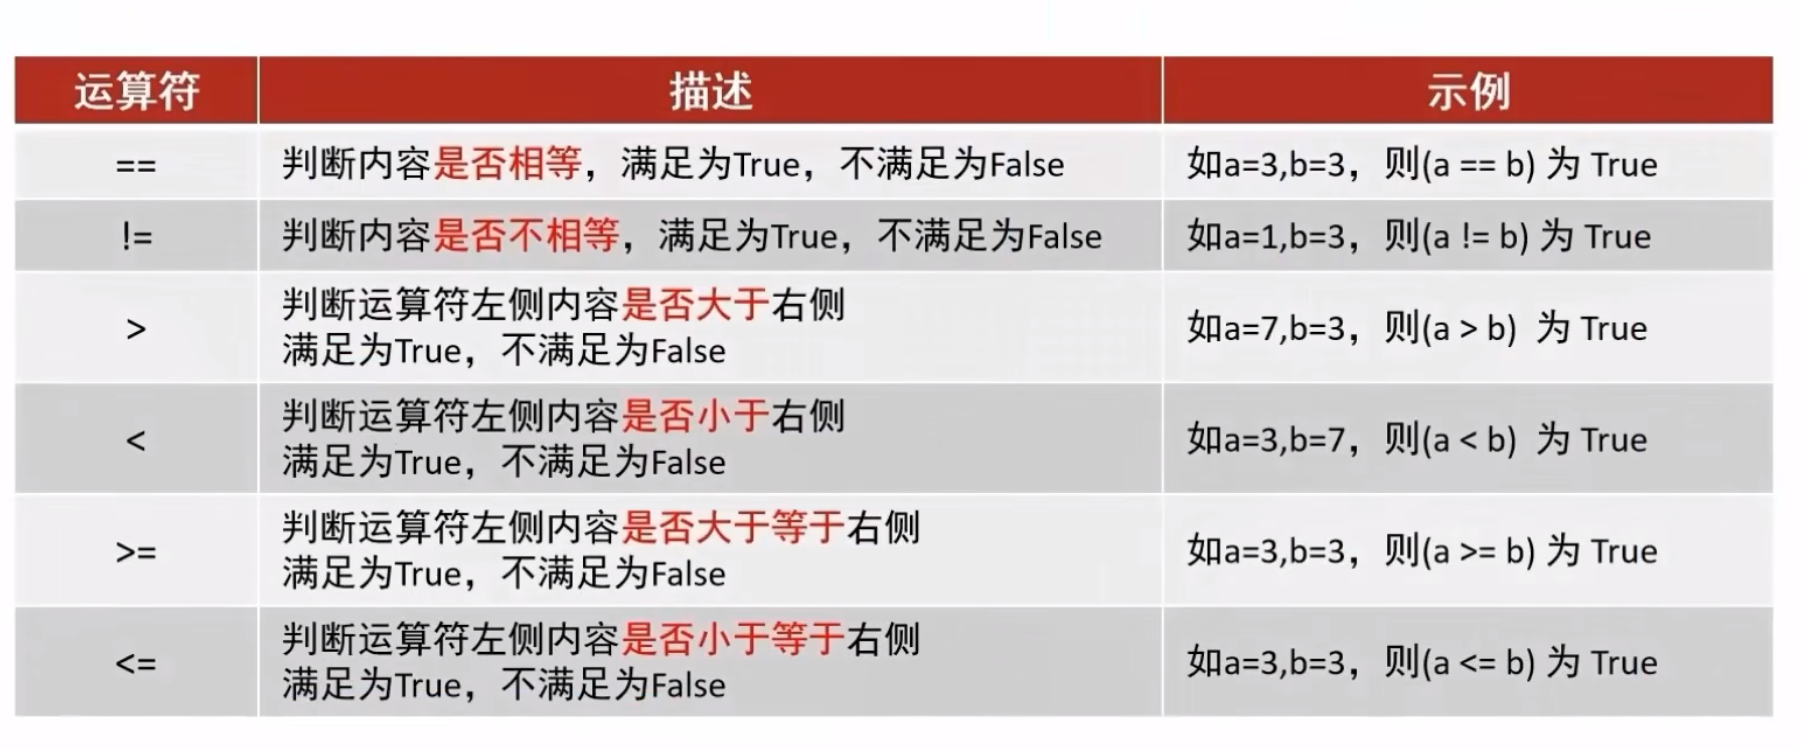 运算符 描述 示例
== 判断内容是否相等，满足为True，不满足为False 如a=3,b=3，则(a == b) 为 True
!= 判断内容是否不相等，满足为True，不满足为False 如a=1,b=3，则(a != b) 为 True
> 判断运算符左侧内容是否大于右侧
满足为True，不满足为False 如a=7,b=3，则(a > b) 为 True
< 判断运算符左侧内容是否小于右侧
满足为True，不满足为False 如a=3,b=7，则(a < b) 为 True
>= 判断运算符左侧内容是否大于等于右侧
满足为True，不满足为False 如a=3,b=3，则(a >= b) 为 True
<= 判断运算符左侧内容是否小于等于右侧
满足为True，不满足为False 如a=3,b=3，则(a <= b) 为 True